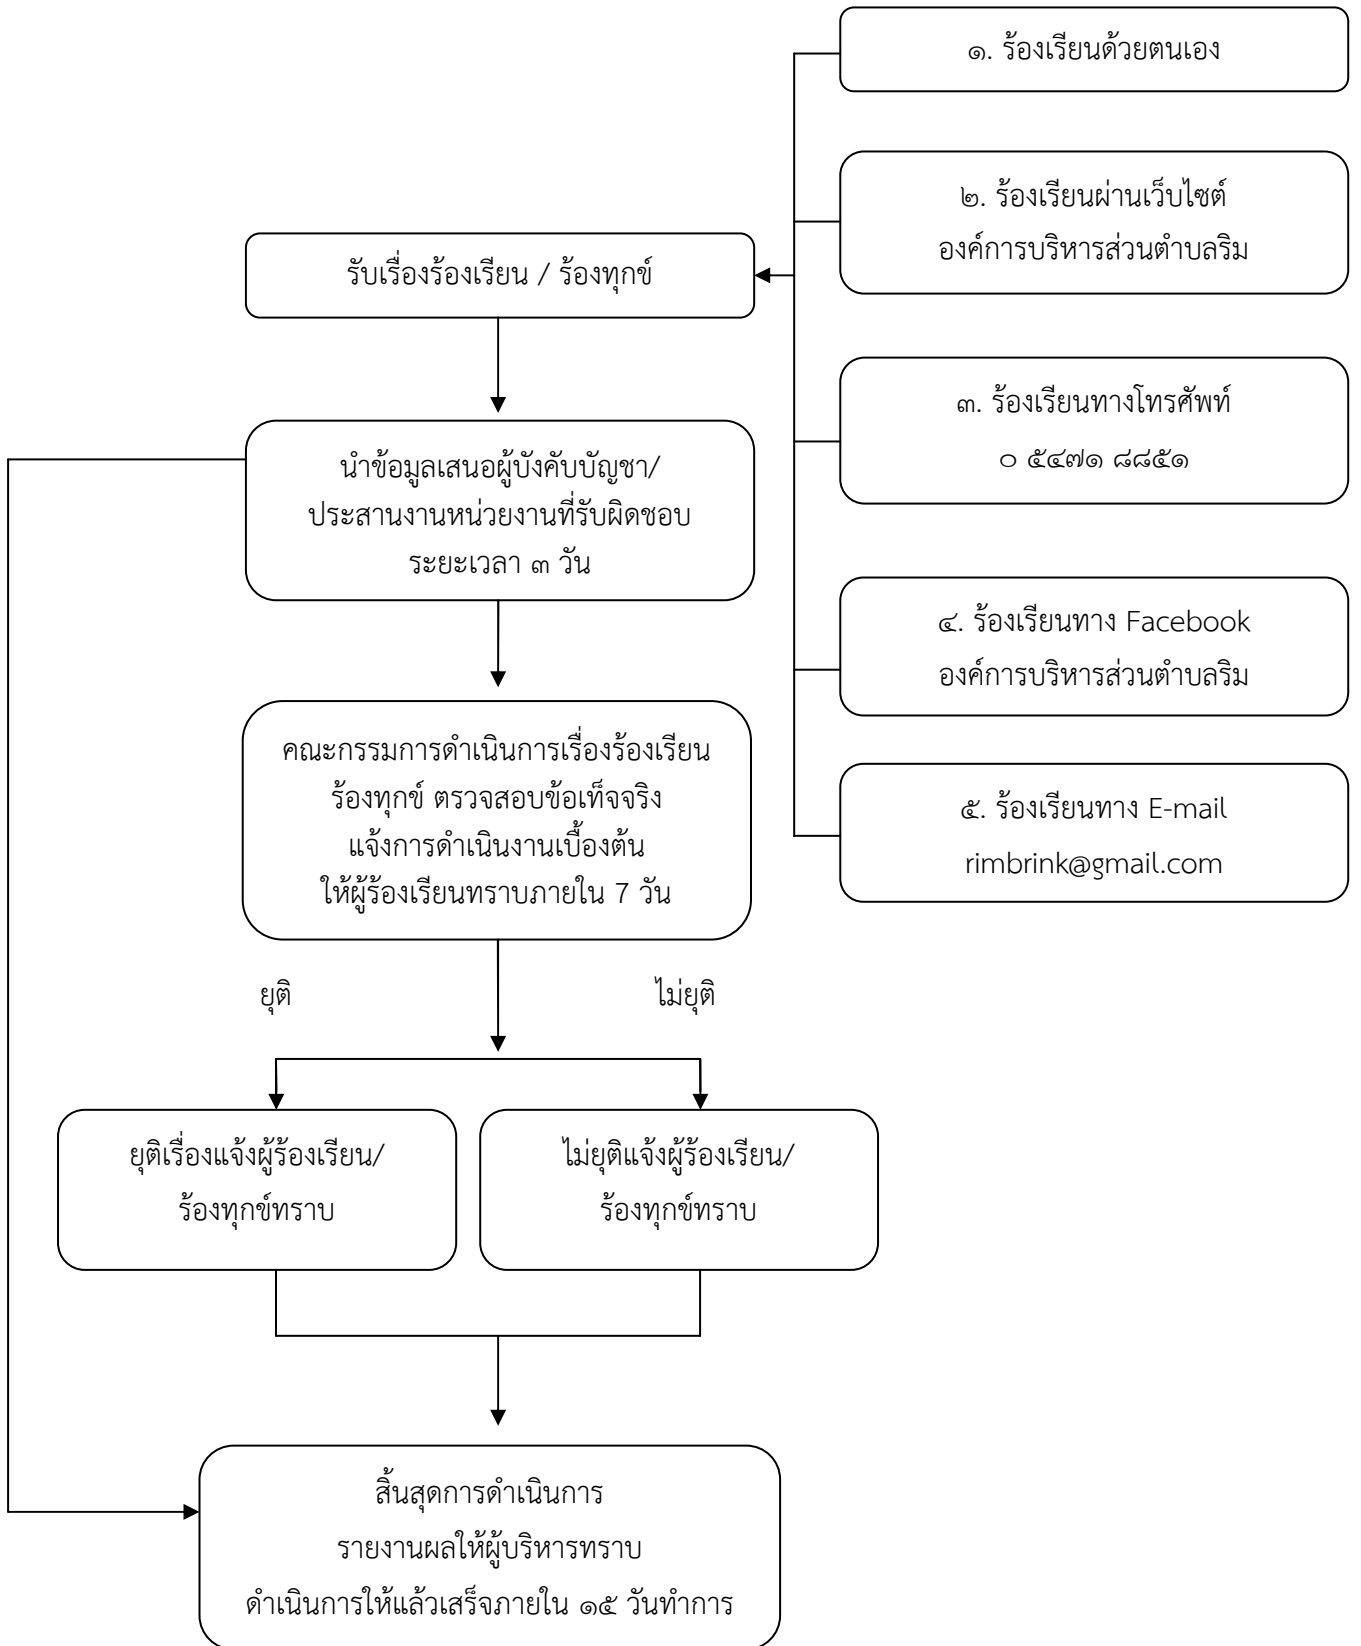 ๑. ร้องเรียนด้วยตนเอง
๒. ร้องเรียนผ่านเว็บไซต์
องค์การบริหารส่วนตำบลริม
รับเรื่องร้องเรียน / ร้องทุกข์
๓. ร้องเรียนทางโทรศัพท์
๐ ๕๔๗๑ ๘๘๕๑
นำข้อมูลเสนอผู้บังคับบัญชา/
ประสานงานหน่วยงานที่รับผิดชอบ
ระยะเวลา ๓ วัน
๔. ร้องเรียนทาง Facebook
องค์การบริหารส่วนตำบลริม
คณะกรรมการดำเนินการเรื่องร้องเรียน
ร้องทุกข์ ตรวจสอบข้อเท็จจริง
แจ้งการดำเนินงานเบื้องต้น
ให้ผู้ร้องเรียนทราบภายใน 7 วัน
๕. ร้องเรียนทาง E-mail
rimbrink@gmail.com
ยุติ
ไม่ยุติ
ยุติเรื่องแจ้งผู้ร้องเรียน/
ร้องทุกข์ทราบ
ไม่ยุติแจ้งผู้ร้องเรียน/
ร้องทุกข์ทราบ
สิ้นสุดการดำเนินการ
รายงานผลให้ผู้บริหารทราบ
ดำเนินการให้แล้วเสร็จภายใน ๑๕ วันทำการ